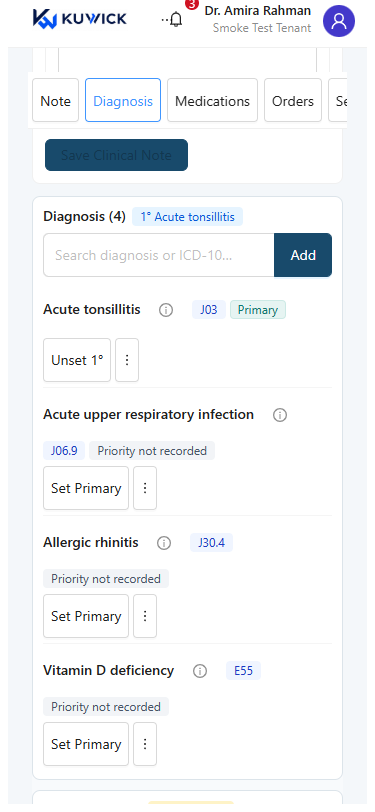 KUWICK
3
Dr. Amira Rahman
Smoke Test Tenant
Note
Diagnosis
Medications
Orders
Se
Save Clinical Note
Diagnosis (4)
1° Acute tonsillitis
Search diagnosis or ICD-10...
Add
Acute tonsillitis
J03
Primary
Unset 1°
Acute upper respiratory infection
J06.9
Priority not recorded
Set Primary
Allergic rhinitis
J30.4
Priority not recorded
Set Primary
Vitamin D deficiency
E55
Priority not recorded
Set Primary